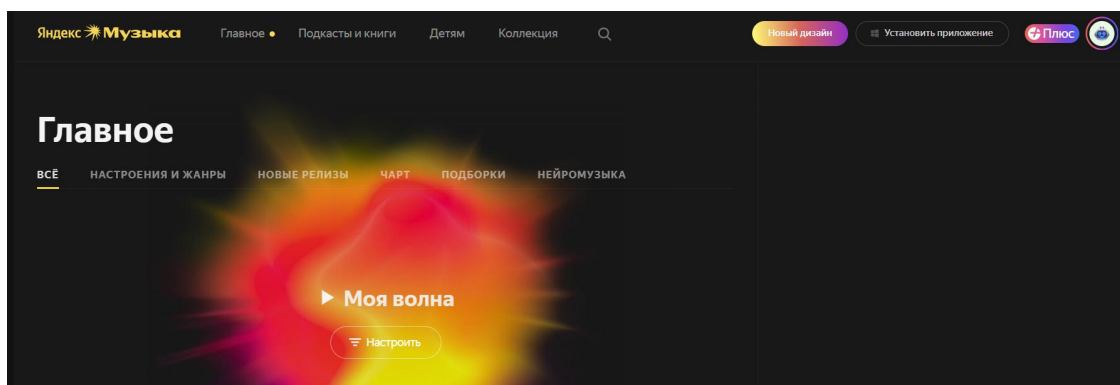 Яндекс Музыка Главное Подкасты и книги Детям Коллекция Новый дизайн Установить приложение Плюс
Главное
ВСЁ НАСТРОЕНИЯ И ЖАНРЫ НОВЫЕ РЕЛИЗЫ ЧАРТ ПОДБОРКИ НЕЙРОМУЗЫКА
Моя волна
Настроить